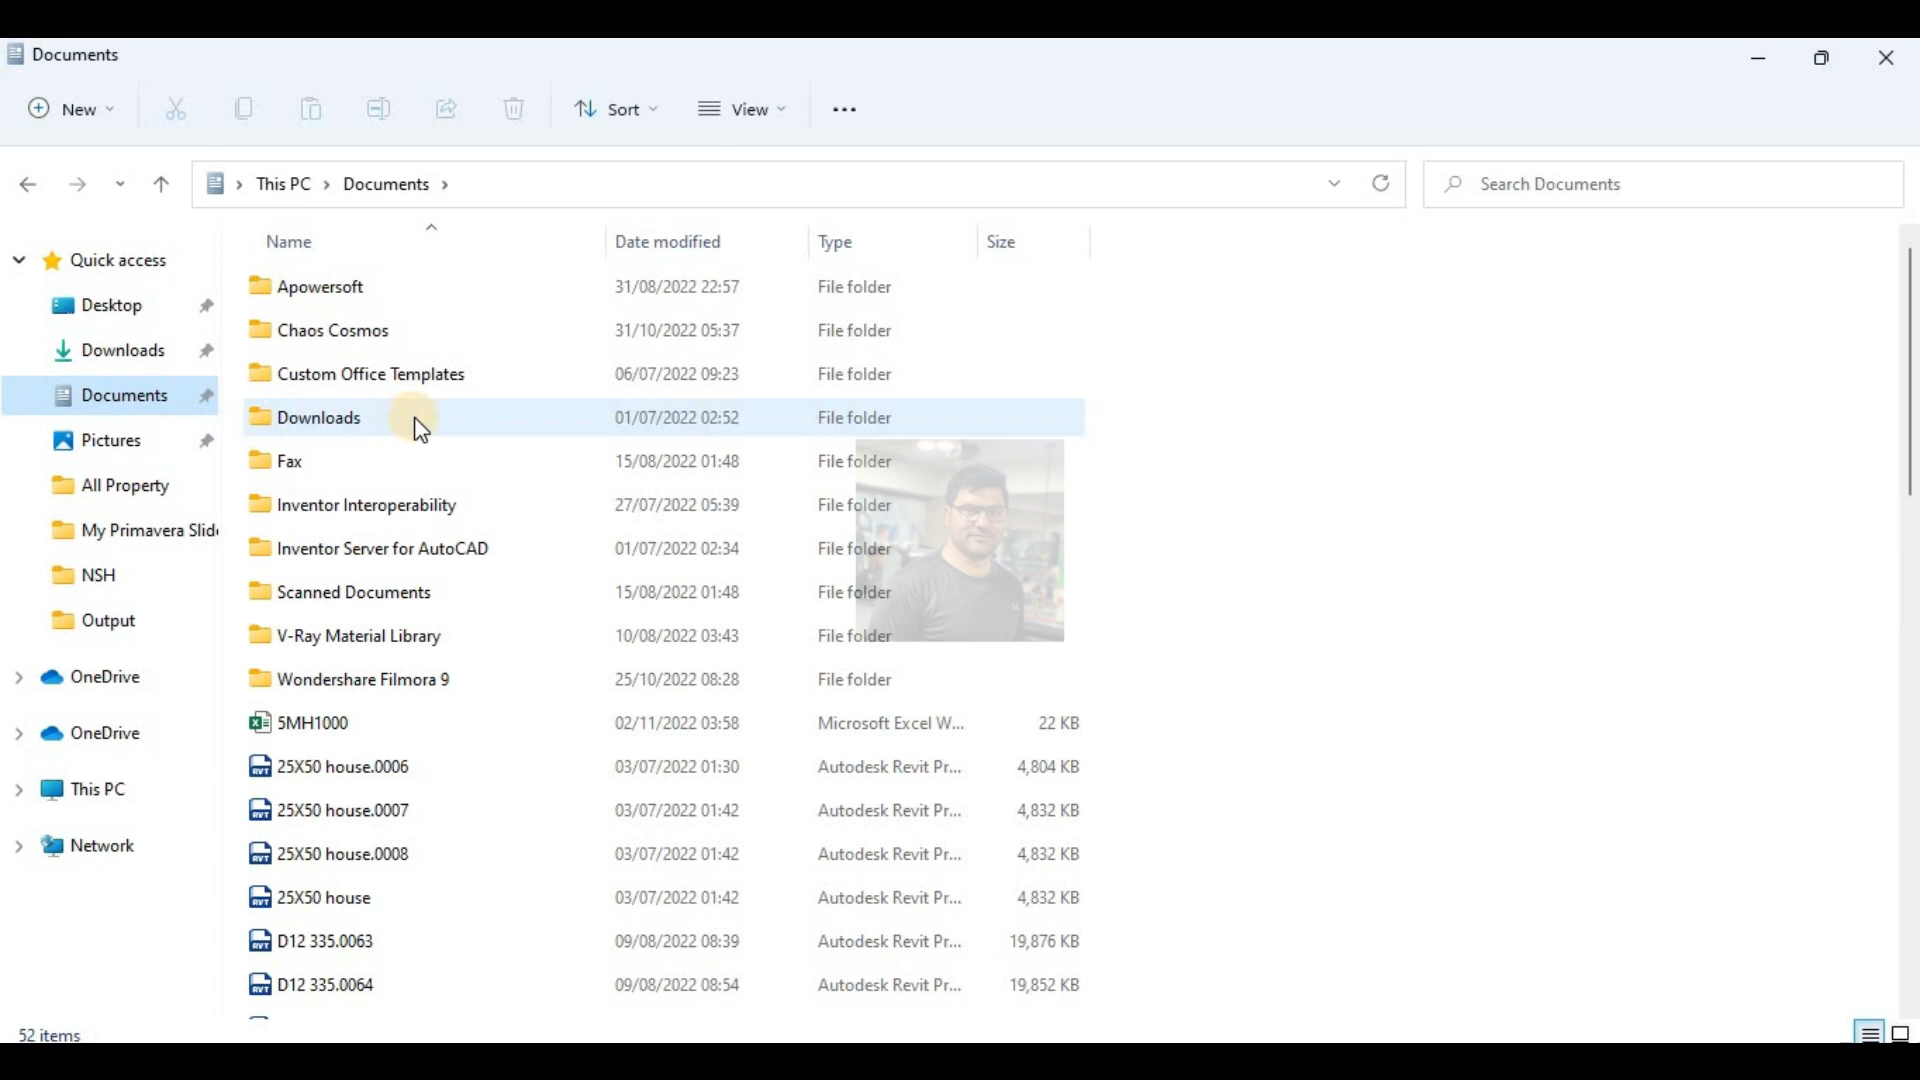 Documents
New Sort View
This PC Documents Search Documents
Name Date modified Type Size
Quick access
Desktop
Downloads
Documents
Pictures
All Property
My Primavera Slid
NSH
Output
OneDrive
OneDrive
This PC
Network
Apowersoft 31/08/2022 22:57 File folder
Chaos Cosmos 31/10/2022 05:37 File folder
Custom Office Templates 06/07/2022 09:23 File folder
Downloads 01/07/2022 02:52 File folder
Fax 15/08/2022 01:48 File folder
Inventor Interoperability 27/07/2022 05:39 File folder
Inventor Server for AutoCAD 01/07/2022 02:34 File folder
Scanned Documents 15/08/2022 01:48 File folder
V-Ray Material Library 10/08/2022 03:43 File folder
Wondershare Filmora 9 25/10/2022 08:28 File folder
5MH1000 02/11/2022 03:58 Microsoft Excel W... 22 KB
25X50 house.0006 03/07/2022 01:30 Autodesk Revit Pr... 4,804 KB
25X50 house.0007 03/07/2022 01:42 Autodesk Revit Pr... 4,832 KB
25X50 house.0008 03/07/2022 01:42 Autodesk Revit Pr... 4,832 KB
25X50 house 03/07/2022 01:42 Autodesk Revit Pr... 4,832 KB
D12 335.0063 09/08/2022 08:39 Autodesk Revit Pr... 19,876 KB
D12 335.0064 09/08/2022 08:54 Autodesk Revit Pr... 19,852 KB
52 items